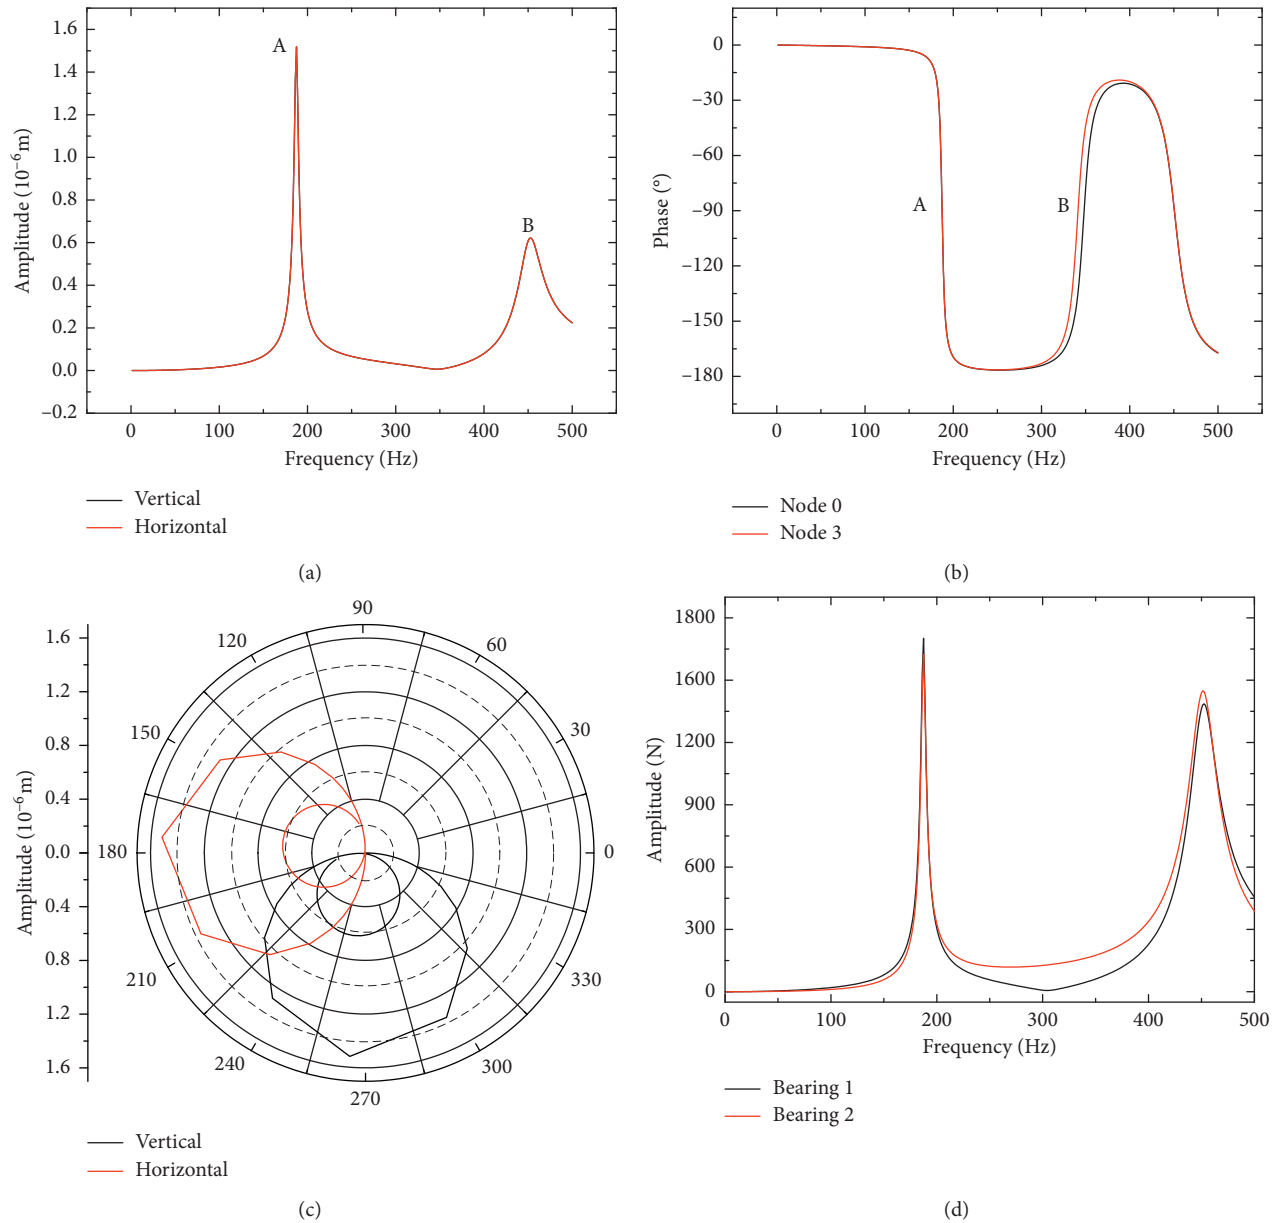 1.6
1.4
1.2
1.0
0.8
0.6
0.4
0.2
0.0
–0.2
Amplitude (10⁻⁶m)
A
B
0 100 200 300 400 500
Frequency (Hz)
Vertical
Horizontal
(a)
0
–30
–60
–90
–120
–150
–180
Phase (°)
A
B
0 100 200 300 400 500
Frequency (Hz)
Node 0
Node 3
(b)
1.6
1.2
0.8
0.4
0.0
0.4
0.8
1.2
1.6
Amplitude (10⁻⁶m)
90
120 60
150 30
180 0
210 330
240 300
270
Vertical
Horizontal
(c)
1800
1600
1200
900
600
300
0
Amplitude (N)
0 100 200 300 400 500
Frequency (Hz)
Bearing 1
Bearing 2
(d)